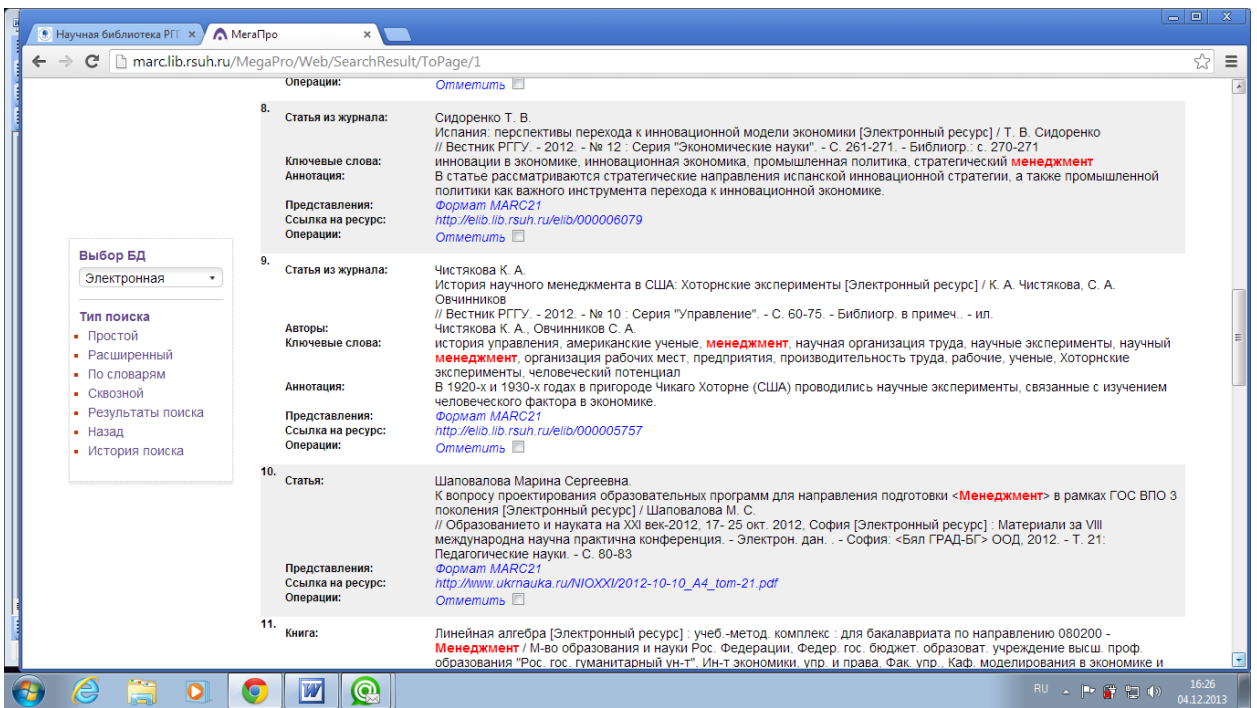 Научная библиотека РГГ
МегаПро
marc.lib.rsuh.ru/MegaPro/Web/SearchResult/ToPage/1
Операции: Отметить
8.
Статья из журнала: Сидоренко Т. В.
Испания: перспективы перехода к инновационной модели экономики [Электронный ресурс] / Т. В. Сидоренко
// Вестник РГГУ. - 2012. - № 12 : Серия "Экономические науки". - С. 261-271. - Библиогр.: с. 270-271
Ключевые слова: инновации в экономике, инновационная экономика, промышленная политика, стратегический менеджмент
Аннотация: В статье рассматриваются стратегические направления испанской инновационной стратегии, а также промышленной
политики как важного инструмента перехода к инновационной экономике.
Представления: Формат MARC21
Ссылка на ресурс: http://elib.lib.rsuh.ru/elib/000006079
Операции: Отметить
Выбор БД
Электронная
Тип поиска
Простой
Расширенный
По словарям
Сквозной
Результаты поиска
Назад
История поиска
9.
Статья из журнала: Чистякова К. А.
История научного менеджмента в США: Хоторнские эксперименты [Электронный ресурс] / К. А. Чистякова, С. А.
Овчинников
// Вестник РГГУ. - 2012. - № 10 : Серия "Управление". - С. 60-75. - Библиогр. в примеч.. - ил.
Авторы: Чистякова К. А., Овчинников С. А.
Ключевые слова: история управления, американские ученые, менеджмент, научная организация труда, научные эксперименты, научный
менеджмент, организация рабочих мест, предприятия, производительность труда, рабочие, ученые, Хоторнские
эксперименты, человеческий потенциал
Аннотация: В 1920-х и 1930-х годах в пригороде Чикаго Хоторне (США) проводились научные эксперименты, связанные с изучением
человеческого фактора в экономике.
Представления: Формат MARC21
Ссылка на ресурс: http://elib.lib.rsuh.ru/elib/000005757
Операции: Отметить
10.
Статья: Шаповалова Марина Сергеевна.
К вопросу проектирования образовательных программ для направления подготовки <Менеджмент> в рамках ГОС ВПО 3
поколения [Электронный ресурс] / Шаповалова М. С.
// Образованието и науката на XXI век-2012, 17- 25 окт. 2012, София [Электронный ресурс] : Материали за VIII
международна научна практична конференция. - Электрон. дан. . - София: <Бял ГРАД-БГ> ООД, 2012. - Т. 21:
Педагогические науки. - С. 80-83
Представления: Формат MARC21
Ссылка на ресурс: http://www.ukrnauka.ru/NIOXXI/2012-10-10_A4_tom-21.pdf
Операции: Отметить
11.
Книга: Линейная алгебра [Электронный ресурс] : учеб.-метод. комплекс : для бакалавриата по направлению 080200 -
Менеджмент / М-во образования и науки Рос. Федерации, Федер. гос. бюджет. образоват. учреждение высш. проф.
образования "Рос. гос. гуманитарный ун-т", Ин-т экономики, упр. и права, Фак. упр., Каф. моделирования в экономике и
RU
16:26
04.12.2013